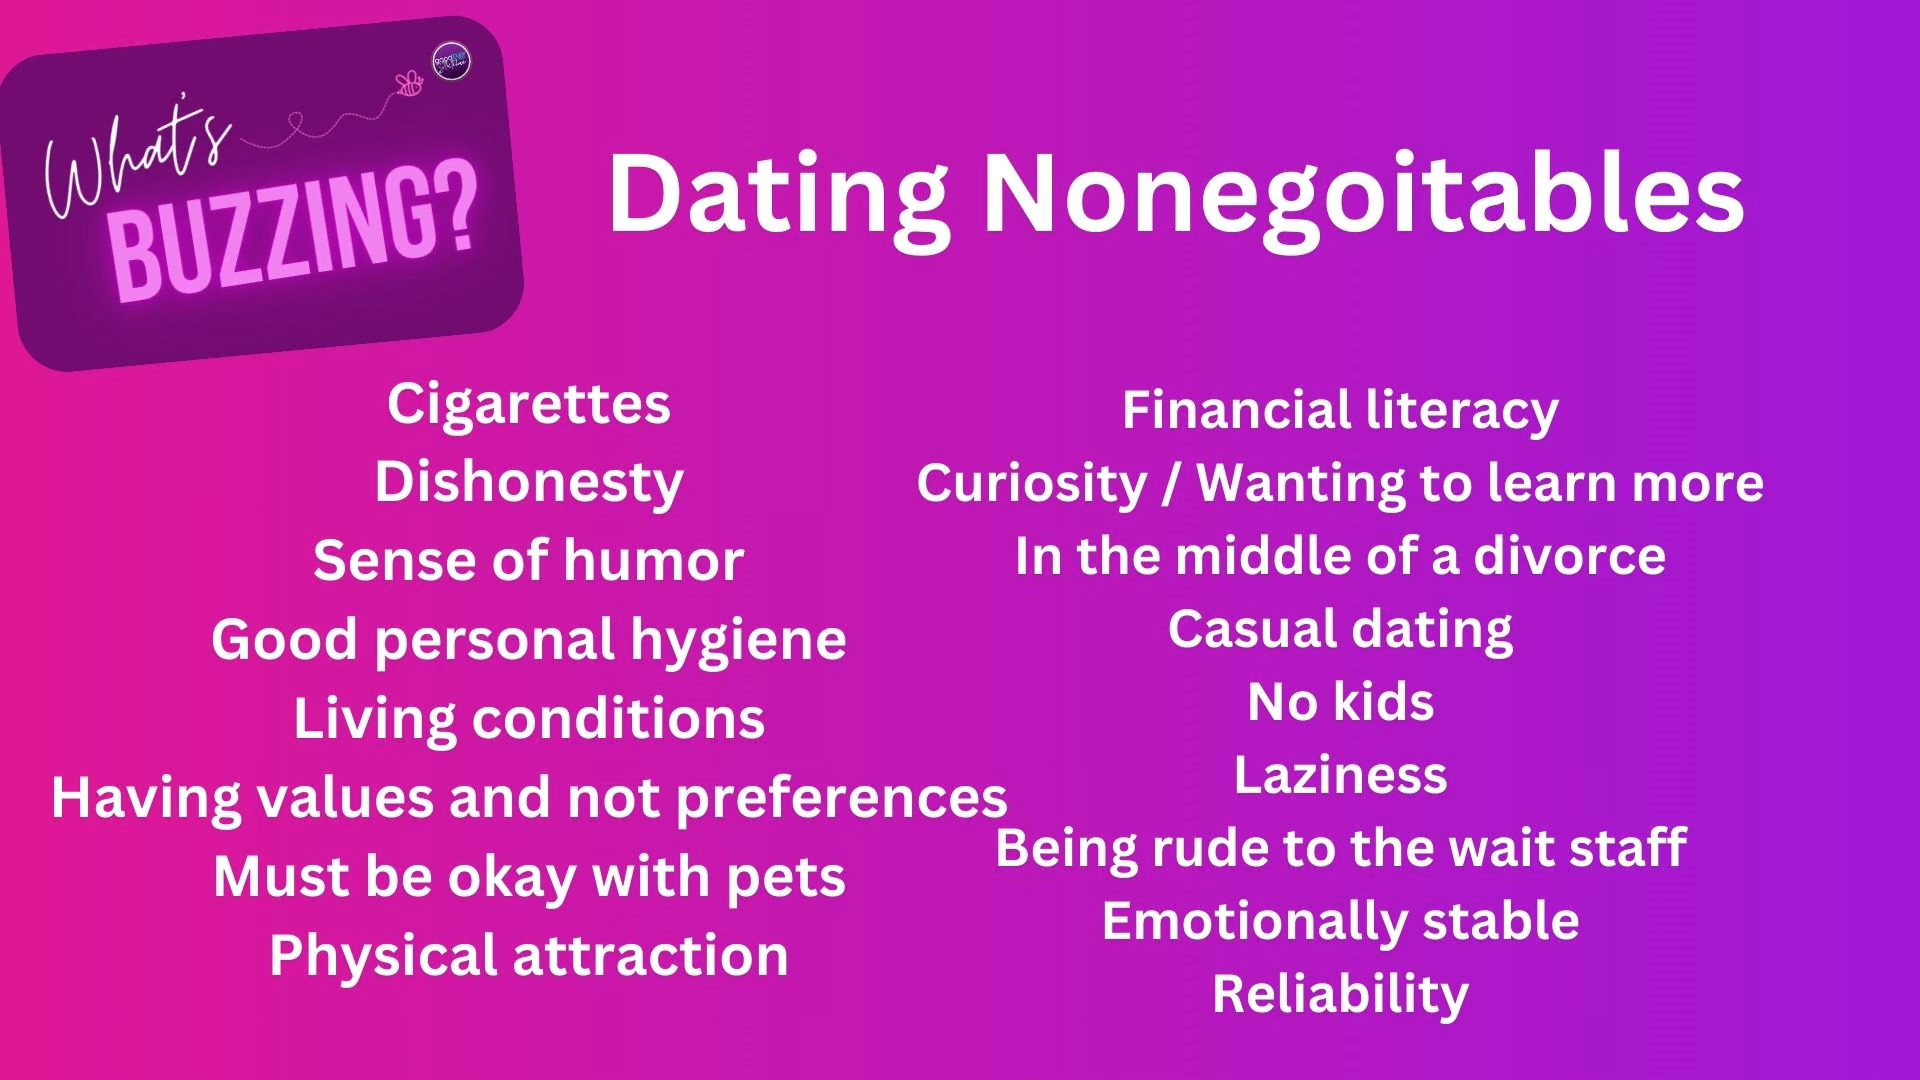 What's
BUZZING?
Dating Nonegoitables
Cigarettes
Dishonesty
Sense of humor
Good personal hygiene
Living conditions
Having values and not preferences
Must be okay with pets
Physical attraction
Financial literacy
Curiosity / Wanting to learn more
In the middle of a divorce
Casual dating
No kids
Laziness
Being rude to the wait staff
Emotionally stable
Reliability